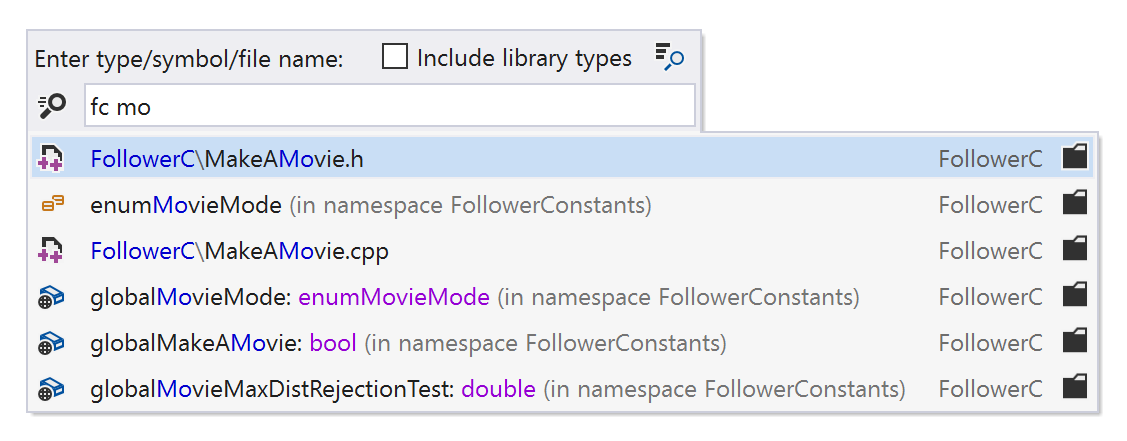 Enter type/symbol/file name: Include library types
fc mo
FollowerC\MakeAMovie.h FollowerC
enumMovieMode (in namespace FollowerConstants) FollowerC
FollowerC\MakeAMovie.cpp FollowerC
globalMovieMode: enumMovieMode (in namespace FollowerConstants) FollowerC
globalMakeAMovie: bool (in namespace FollowerConstants) FollowerC
globalMovieMaxDistRejectionTest: double (in namespace FollowerConstants) FollowerC